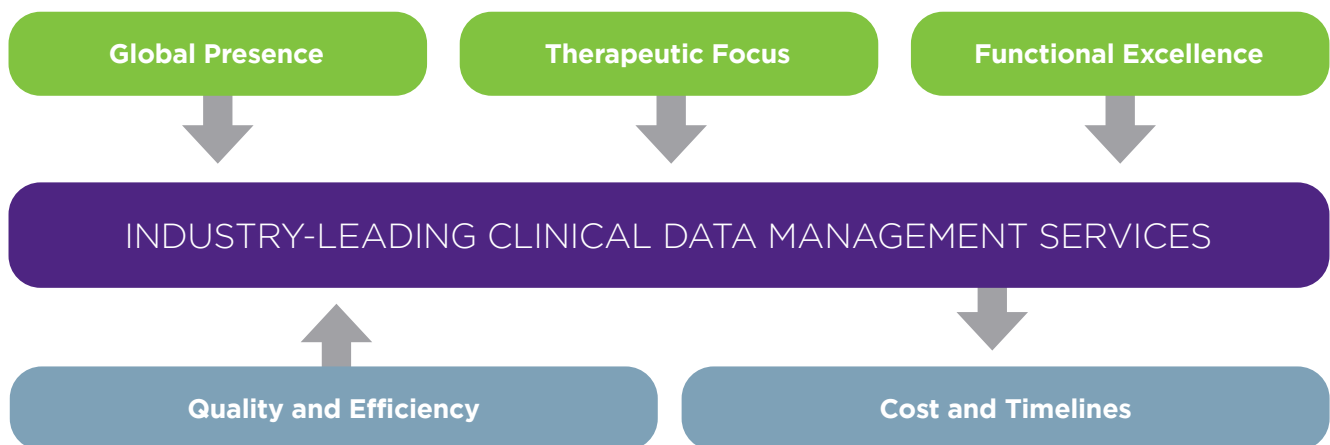 Global Presence
Therapeutic Focus
Functional Excellence
INDUSTRY-LEADING CLINICAL DATA MANAGEMENT SERVICES
Quality and Efficiency
Cost and Timelines